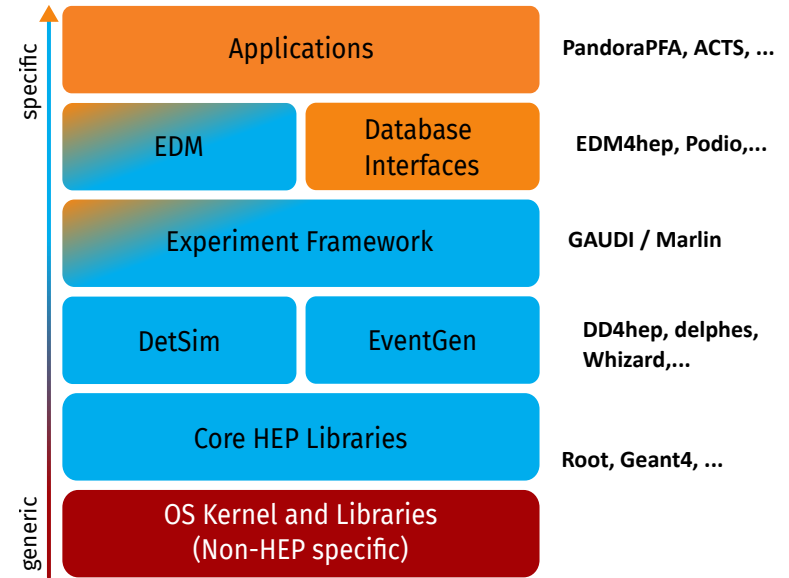 specific
Applications
PandoraPFA, ACTS, ...
EDM
Database
Interfaces
EDM4hep, Podio,...
Experiment Framework
GAUDI / Marlin
DetSim
EventGen
DD4hep, delphes,
Whizard,...
Core HEP Libraries
Root, Geant4, ...
generic
OS Kernel and Libraries
(Non-HEP specific)